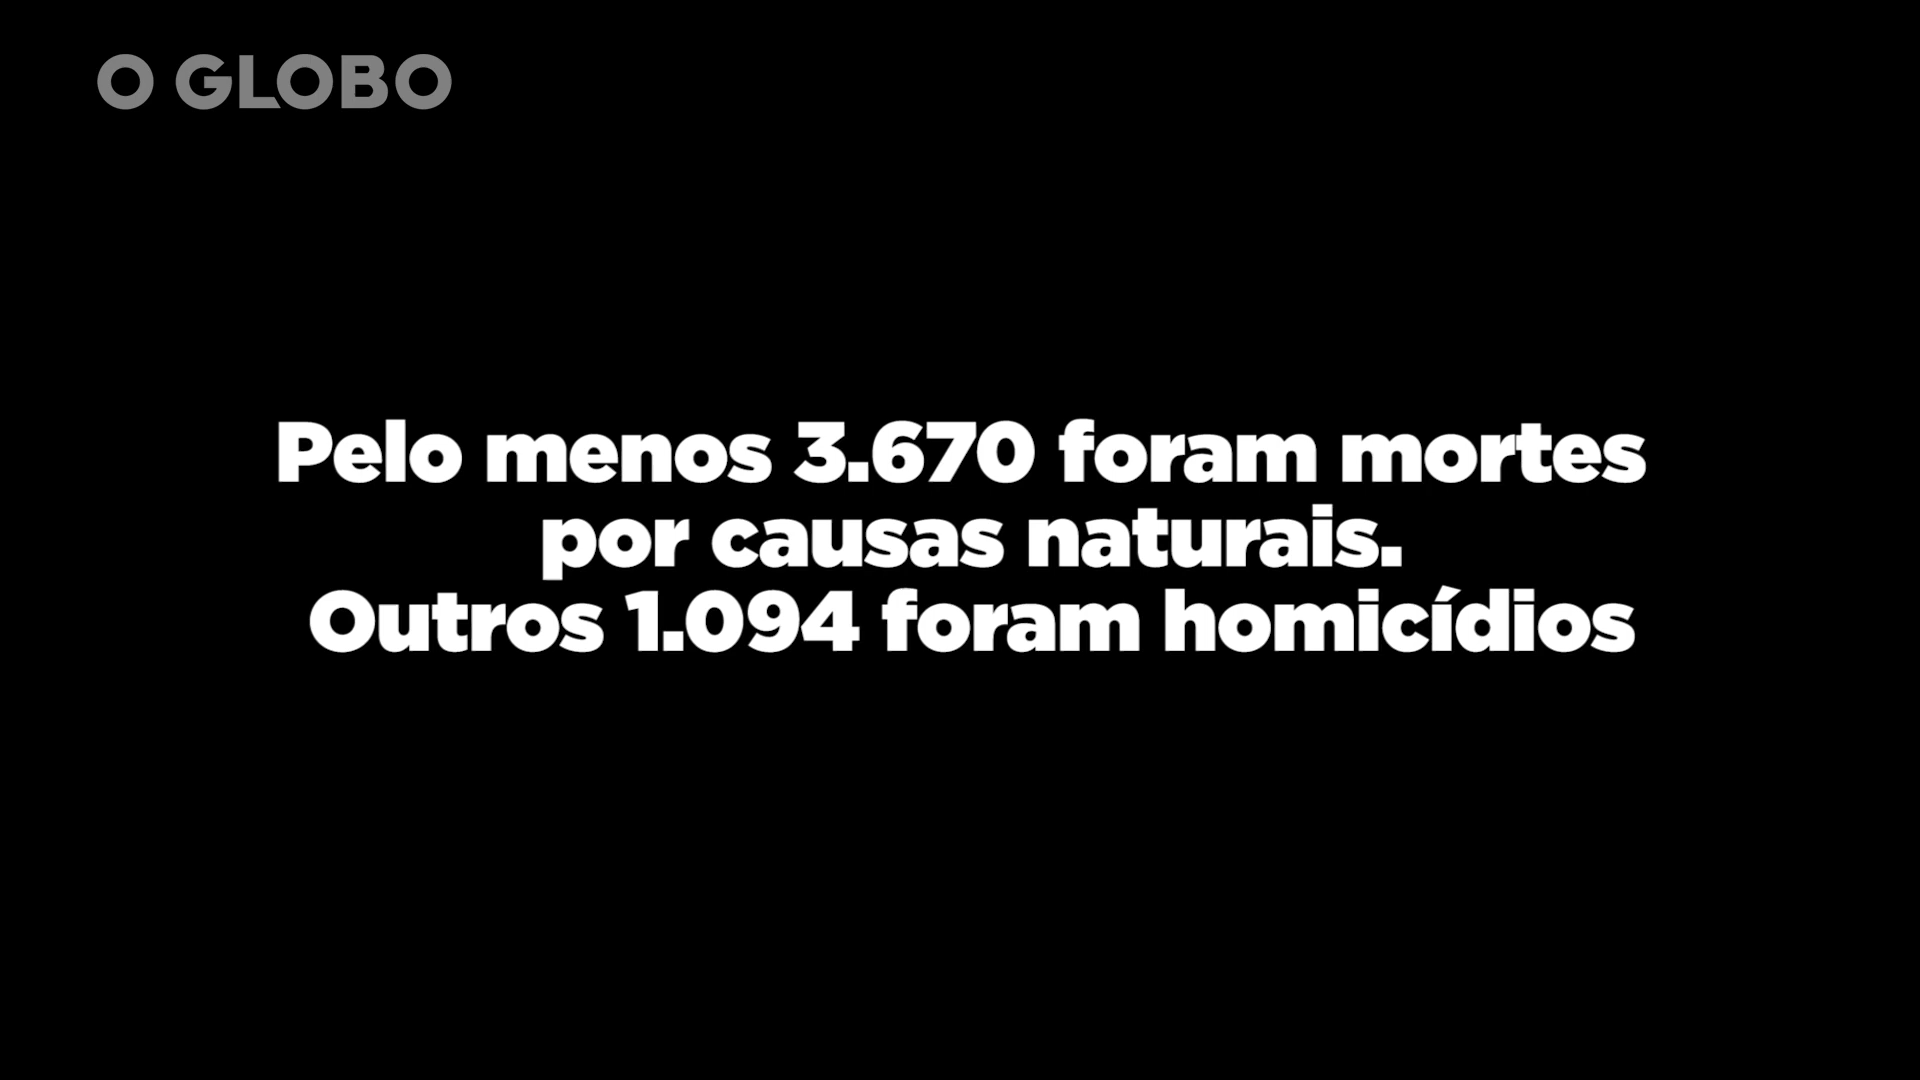 O GLOBO
Pelo menos 3.670 foram mortes
por causas naturais.
Outros 1.094 foram homicídios